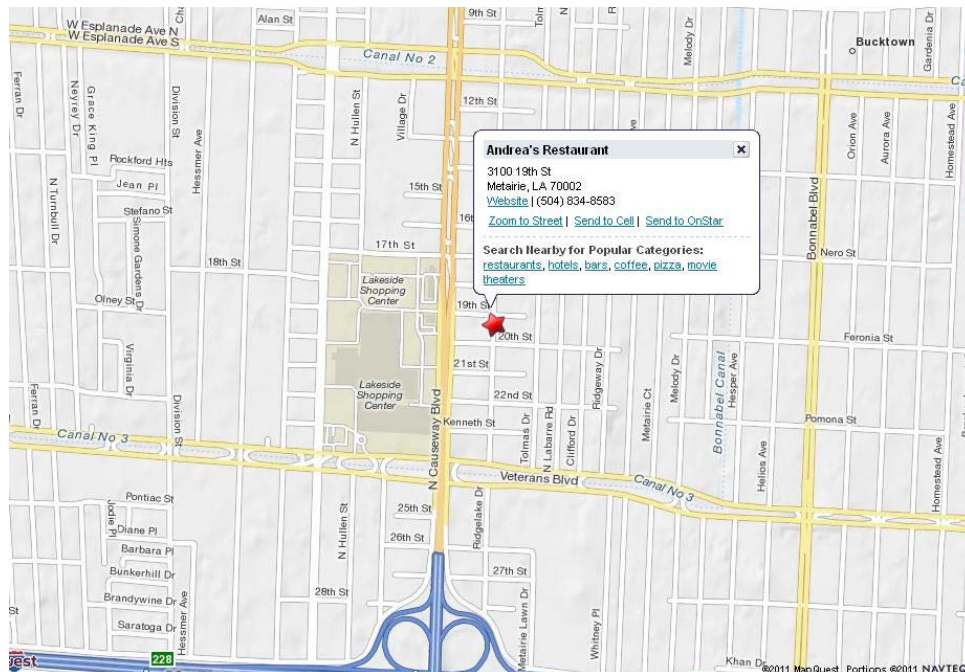 9th St
Alan St
W Esplanade Ave N
W Esplanade Ave S
Canal No 2
Bucktown
Melody Dr
Gardenia Dr
Ferran Dr
Neyrey Dr
Grace King Pl
Division St
Hessmer Ave
N Hullen St
Village Dr
12th St
Orion Ave
Aurora Ave
Homestead Ave
Rockford Hts
Jean Pl
Stefano St
N Turnbull Dr
Simone Gardens Dr
15th St
17th St
18th St
Olney St
Andrea's Restaurant
3100 19th St
Metairie, LA 70002
Website | (504) 834-8583
Zoom to Street | Send to Cell | Send to OnStar
Search Nearby for Popular Categories:
restaurants, hotels, bars, coffee, pizza, movie
theaters
Bonnabel Blvd
Nero St
Lakeside
Shopping
Center
19th St
20th St
Feronia St
Virginia Dr
21st St
22nd St
Lakeside
Shopping
Center
Ferran Dr
Division St
N Causeway Blvd
Kenneth St
Tolmas Dr
N Labarre Rd
Clifford Dr
Ridgeway Dr
Metairie Ct
Melody Dr
Bonnabel Canal
Hesper Ave
Pomona St
Canal No 3
Veterans Blvd
Canal No 3
Helios Ave
Homestead Ave
Pontiac St
Jodie Pl
Diane Pl
Barbara Pl
Bunkerhill Dr
Brandywine Dr
Saratoga Dr
Hessmer Ave
N Hullen St
25th St
26th St
Ridgelake Dr
27th St
28th St
Metairie Lawn Dr
Whitney Pl
228
Khan Dr
©2011 MapQuest Portions ©2011 NAVTEQ